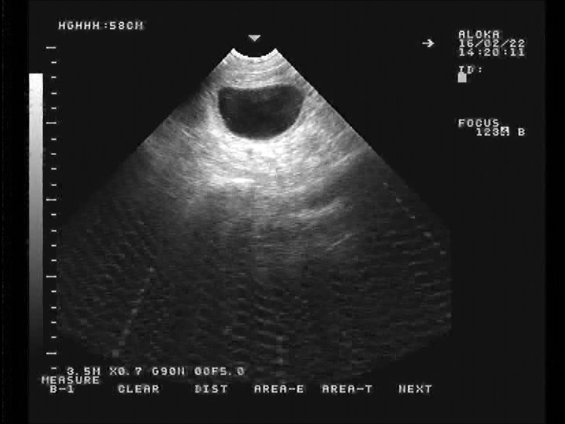 HGHHH:580M
ALOKA
16/02/22
14:20:11
ID:
FOCUS
B
3.5M X0.7 G90N 00F5.0
MEASURE
B-1 CLEAR DIST AREA-E AREA-T NEXT